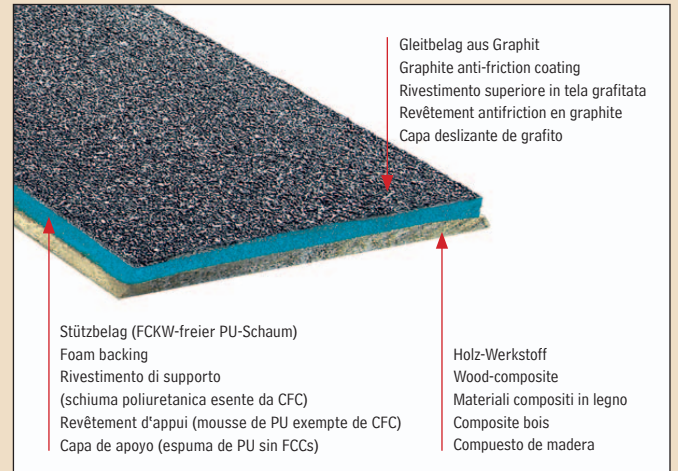 Gleitbelag aus Graphit
Graphite anti-friction coating
Rivestimento superiore in tela grafitata
Revêtement antifriction en graphite
Capa deslizante de grafito
Stützbelag (FCKW-freier PU-Schaum)
Foam backing
Rivestimento di supporto
(schiuma poliuretanica esente da CFC)
Revêtement d'appui (mousse de PU exempte de CFC)
Capa de apoyo (espuma de PU sin FCCs)
Holz-Werkstoff
Wood-composite
Materiali compositi in legno
Composite bois
Compuesto de madera